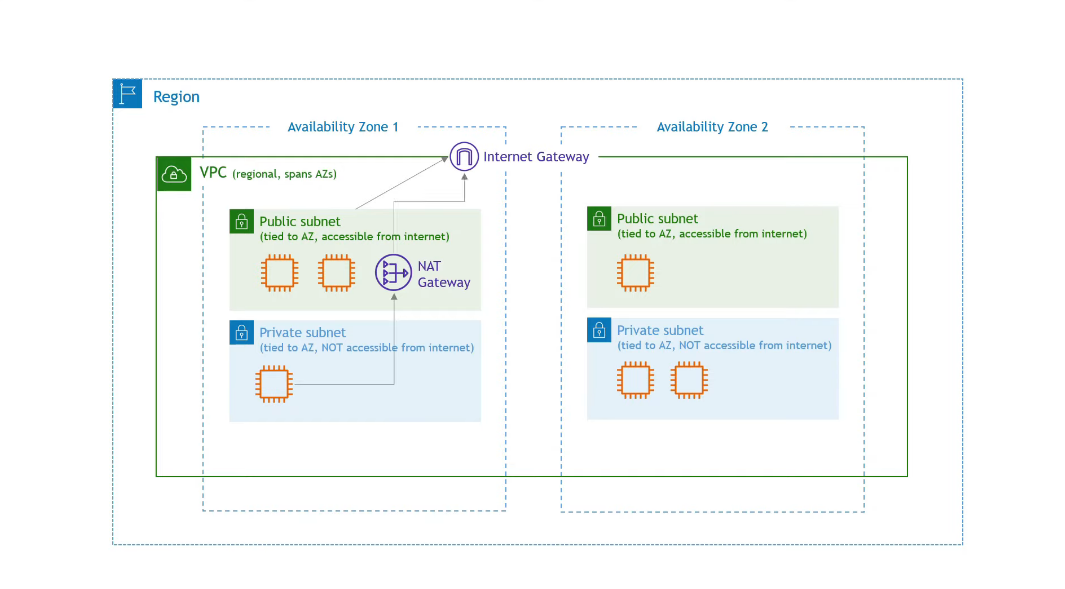 Region
Availability Zone 1
Availability Zone 2
Internet Gateway
VPC (regional, spans AZs)
Public subnet
(tied to AZ, accessible from internet)
NAT
Gateway
Private subnet
(tied to AZ, NOT accessible from internet)
Public subnet
(tied to AZ, accessible from internet)
Private subnet
(tied to AZ, NOT accessible from internet)